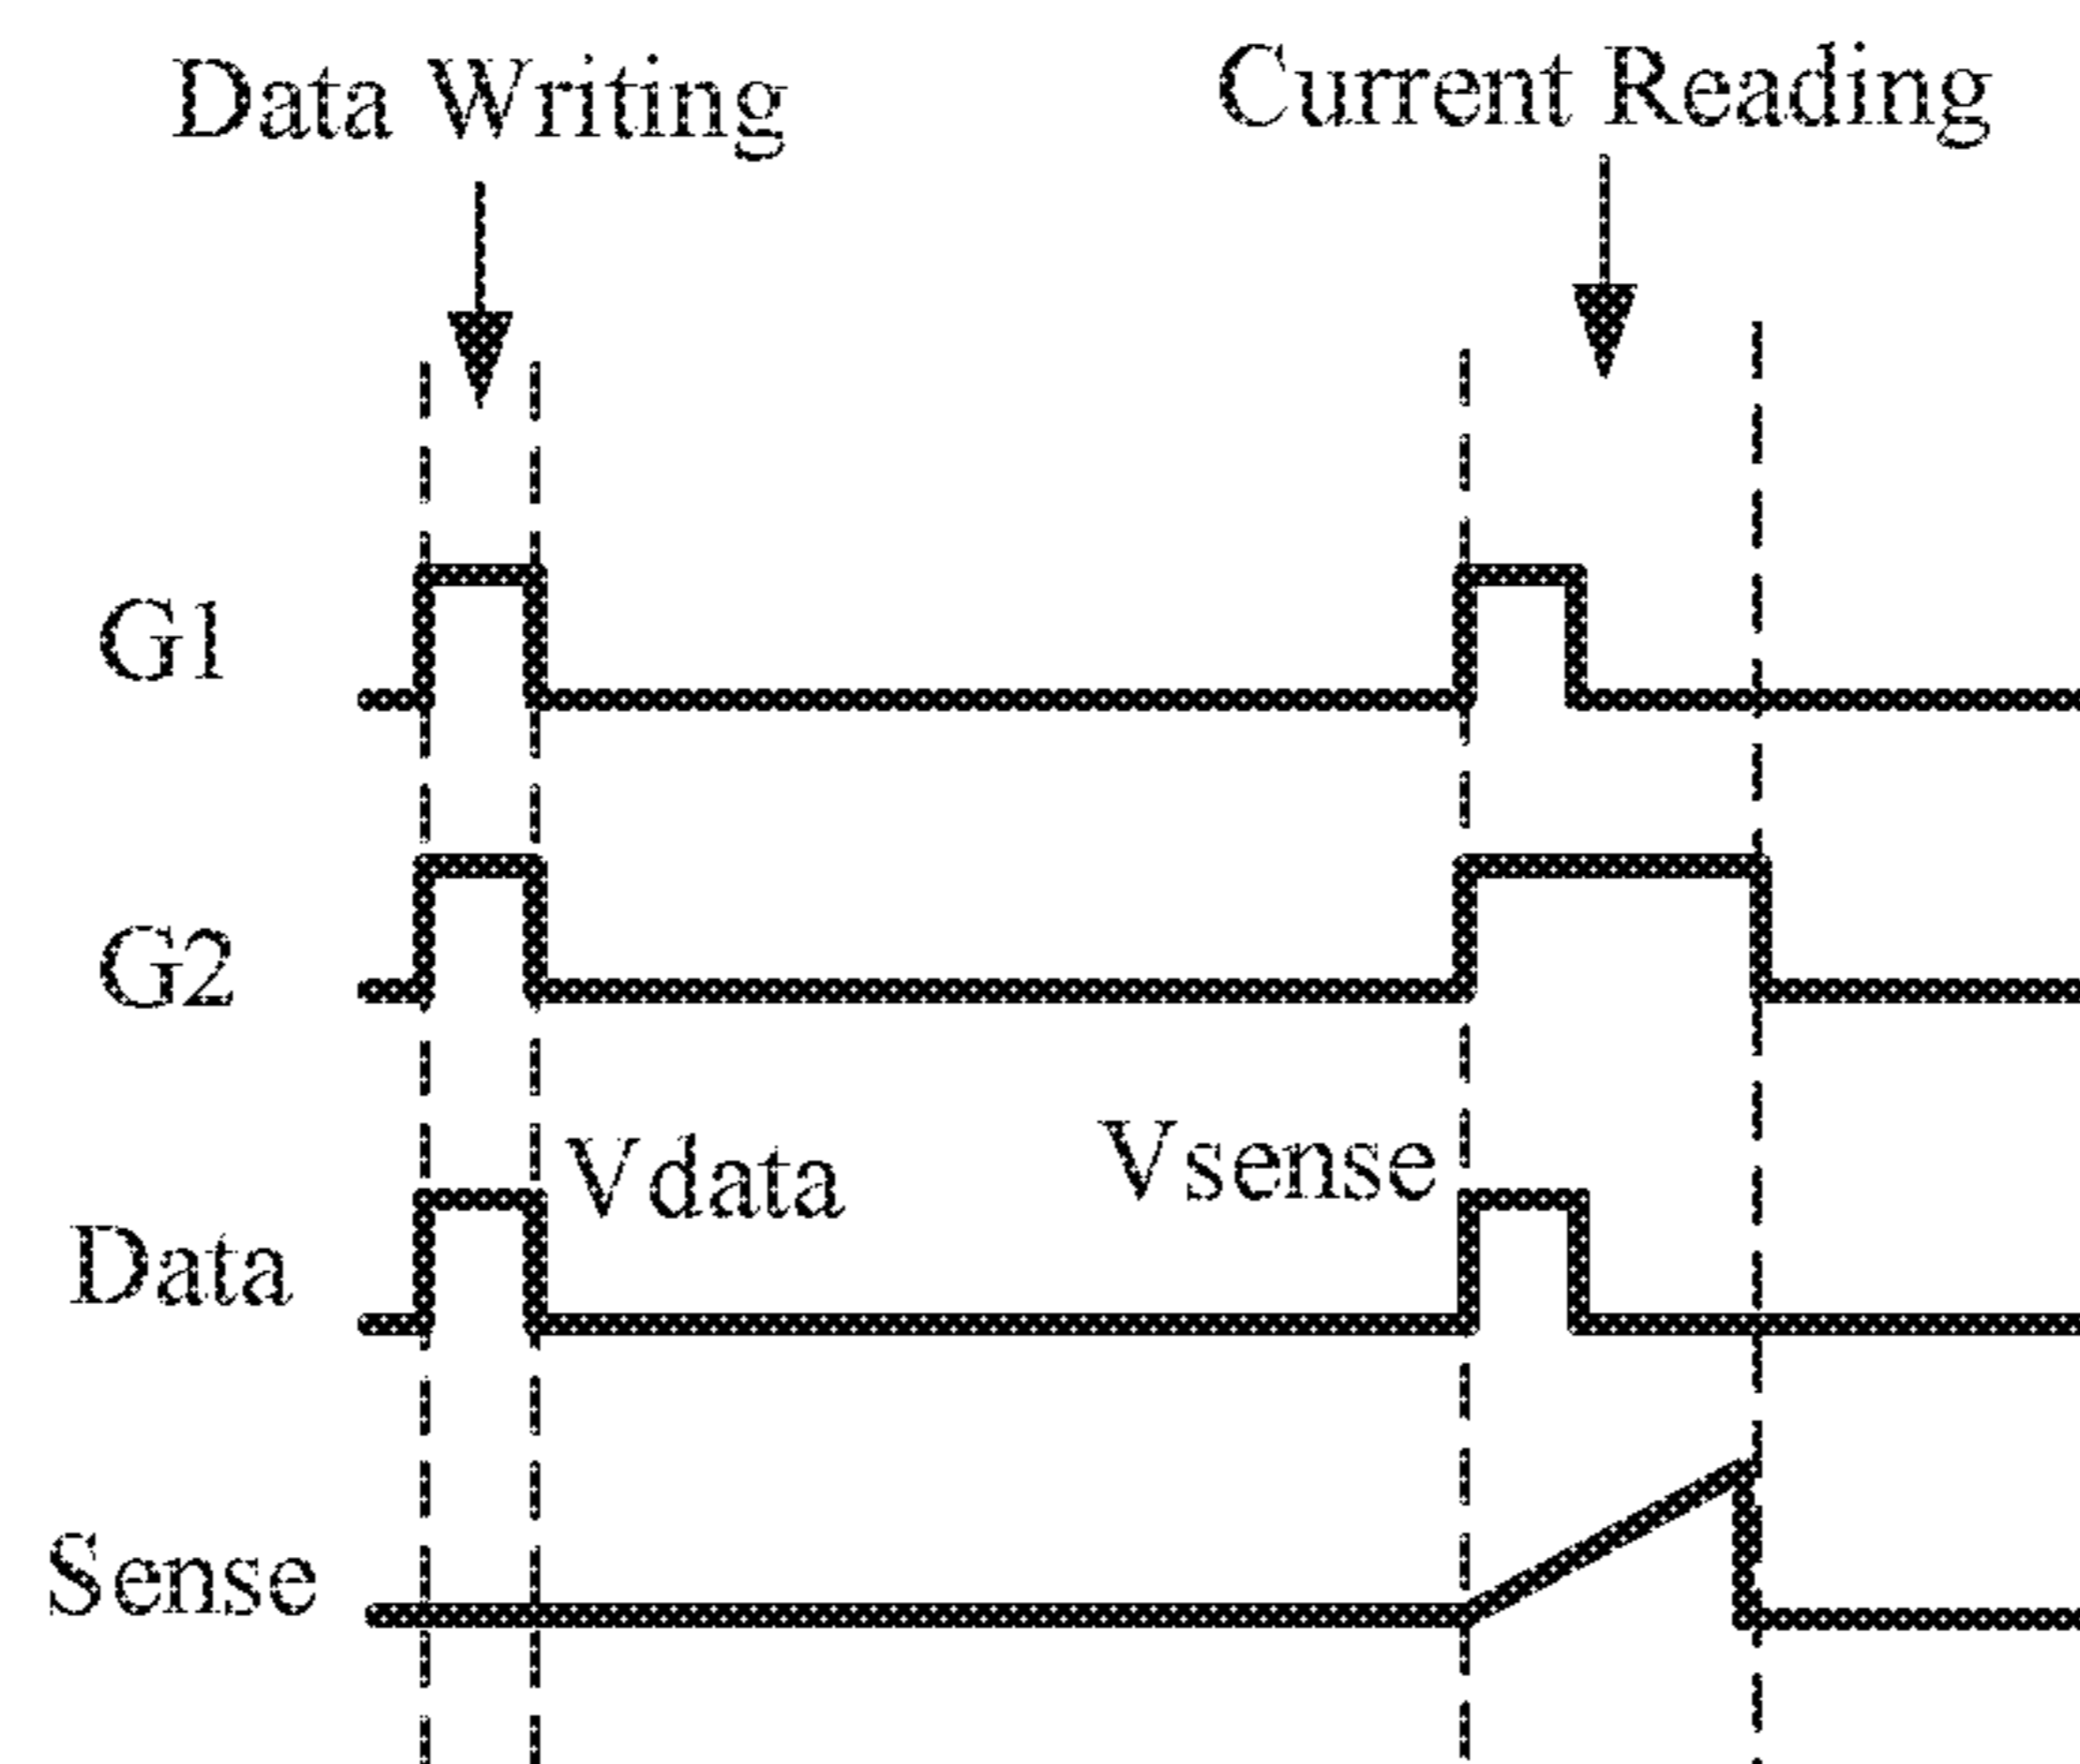 Data Writing
Current Reading
G1
G2
Vdata
Vsense
Data
Sense